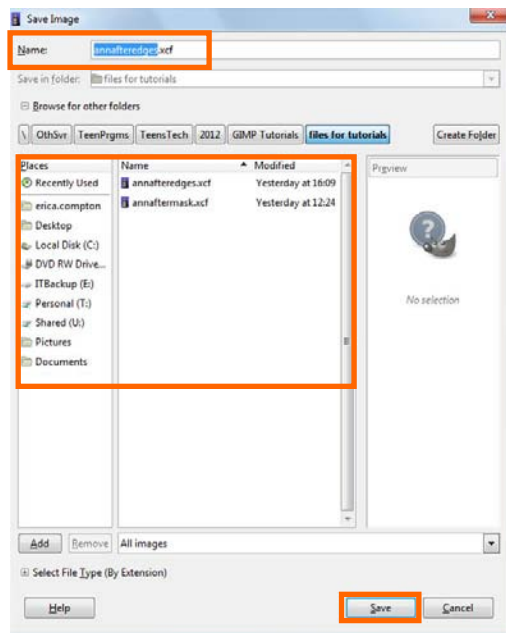 Save Image
Name: annafteredges.xcf
Save in folder: files for tutorials
Browse for other folders
\ OthSvr TeenPrgms TeensTech 2012 GIMP Tutorials files for tutorials Create Folder
Places Name Modified Preview
Recently Used annafteredges.xcf Yesterday at 16:09
erica.compton annaftermask.xcf Yesterday at 12:24
Desktop
Local Disk (C:)
DVD RW Drive...
ITBackup (E:)
Personal (T:) No selection
Shared (U:)
Pictures
Documents
Add Remove All images
Select File Type (By Extension)
Help Save Cancel